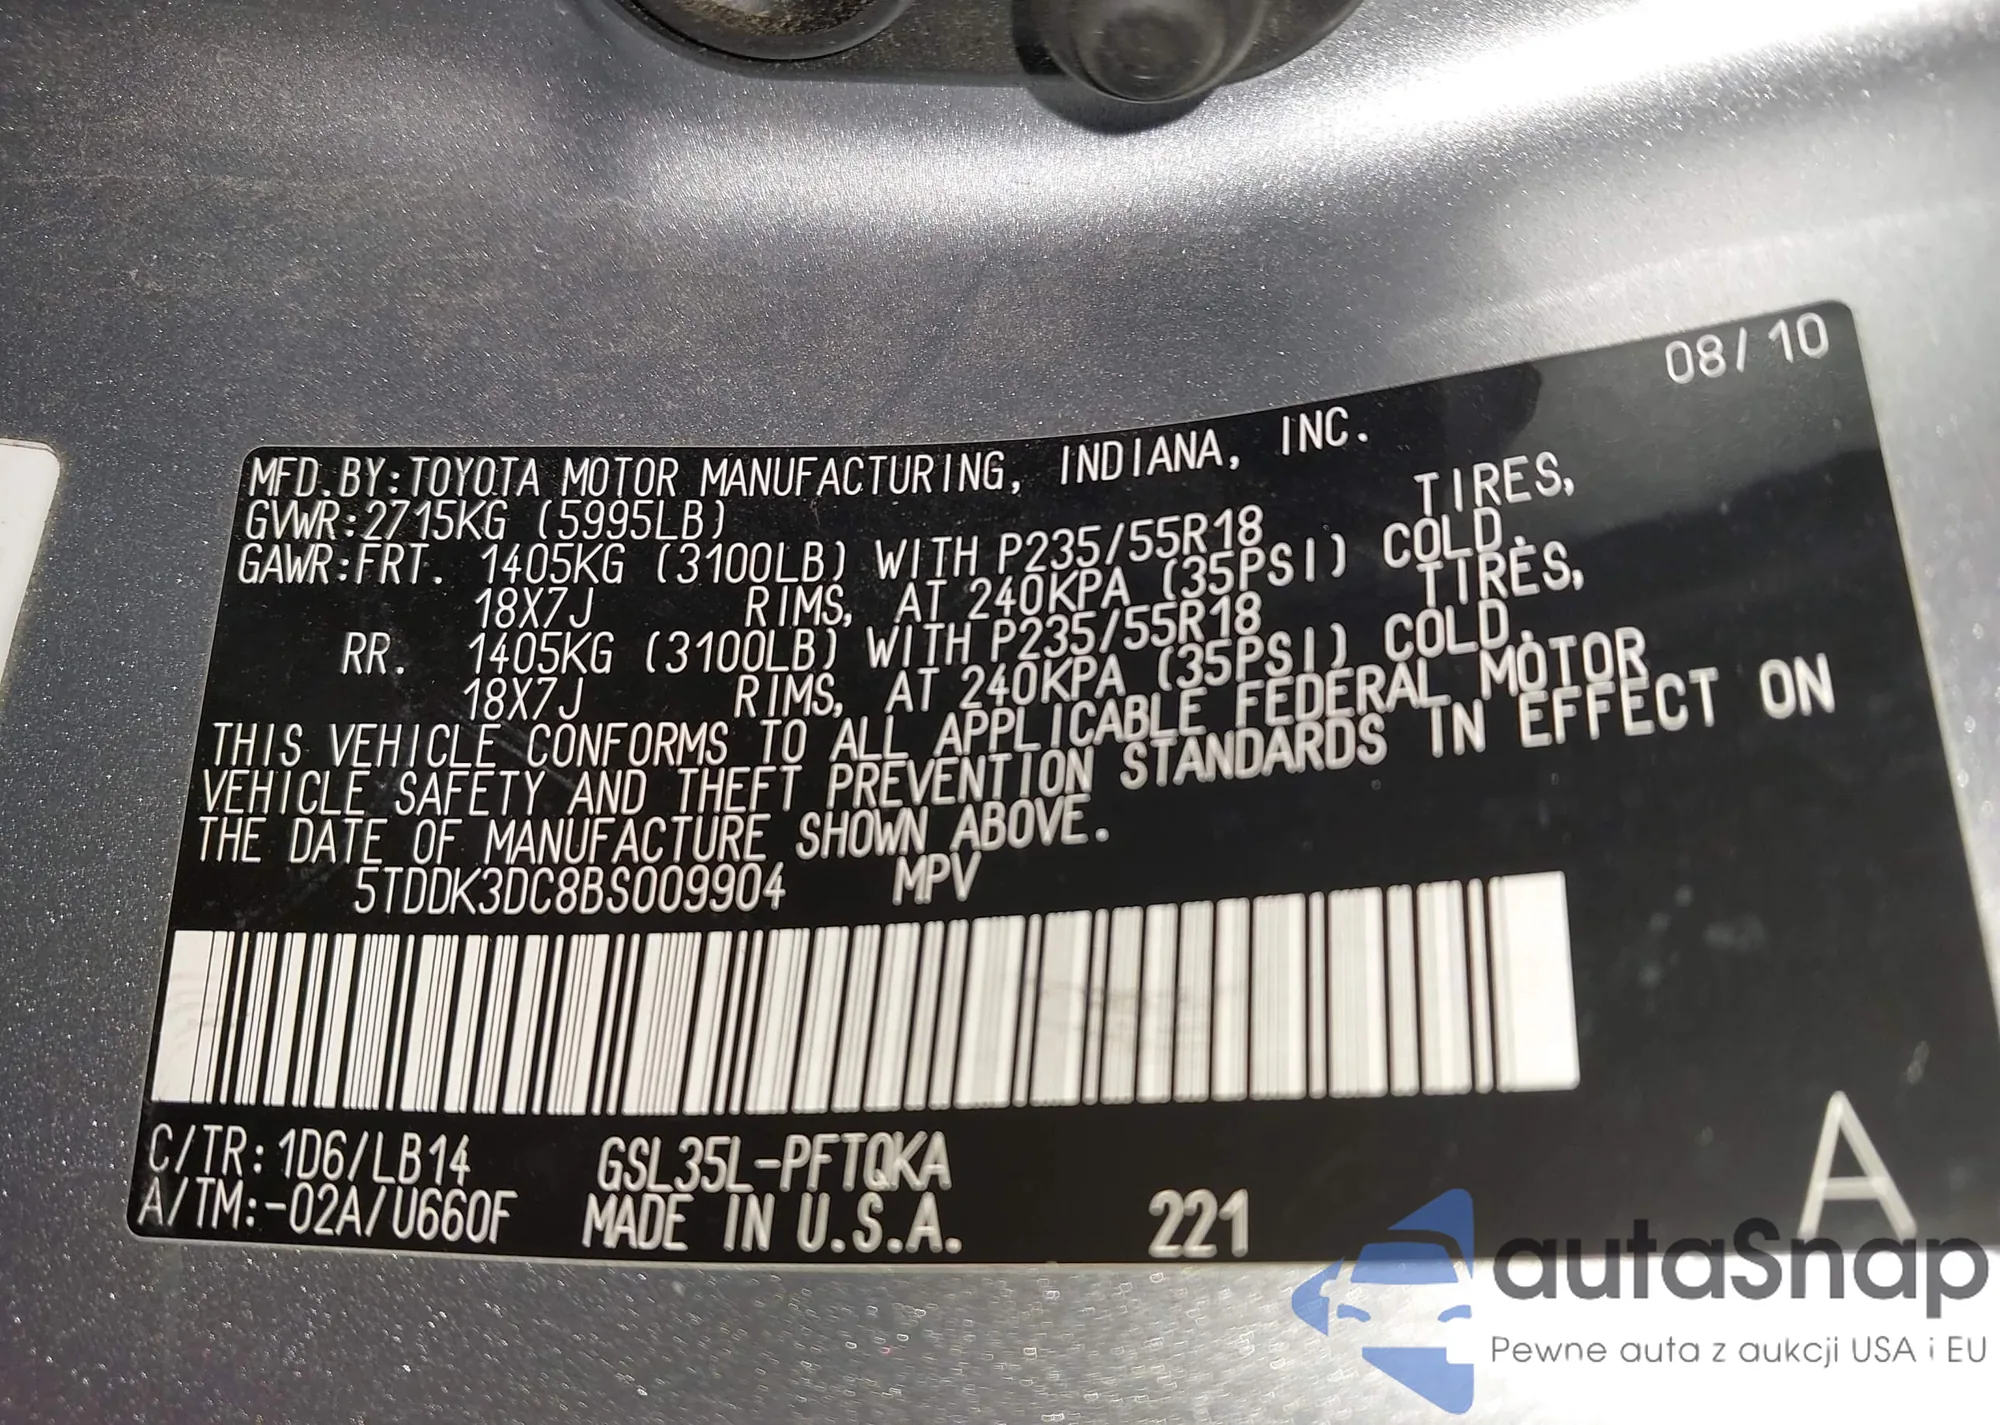 08/10
MFD.BY:TOYOTA MOTOR MANUFACTURING, INDIANA, INC.
GVWR:2715KG (5995LB)
GAWR:FRT. 1405KG (3100LB) WITH P235/55R18 TIRES,
18X7J RIMS, AT 240KPA (35PSI) COLD.
RR. 1405KG (3100LB) WITH P235/55R18 TIRES,
18X7J RIMS, AT 240KPA (35PSI) COLD.
THIS VEHICLE CONFORMS TO ALL APPLICABLE FEDERAL MOTOR
VEHICLE SAFETY AND THEFT PREVENTION STANDARDS IN EFFECT ON
THE DATE OF MANUFACTURE SHOWN ABOVE.
5TDDK3DC8BS009904 MPV
C/TR:1D6/LB14 GSL35L-PFTQKA
A/TM:-02A/U660F MADE IN U.S.A. 221
A
autaSnap
Pewne auta z aukcji USA i EU